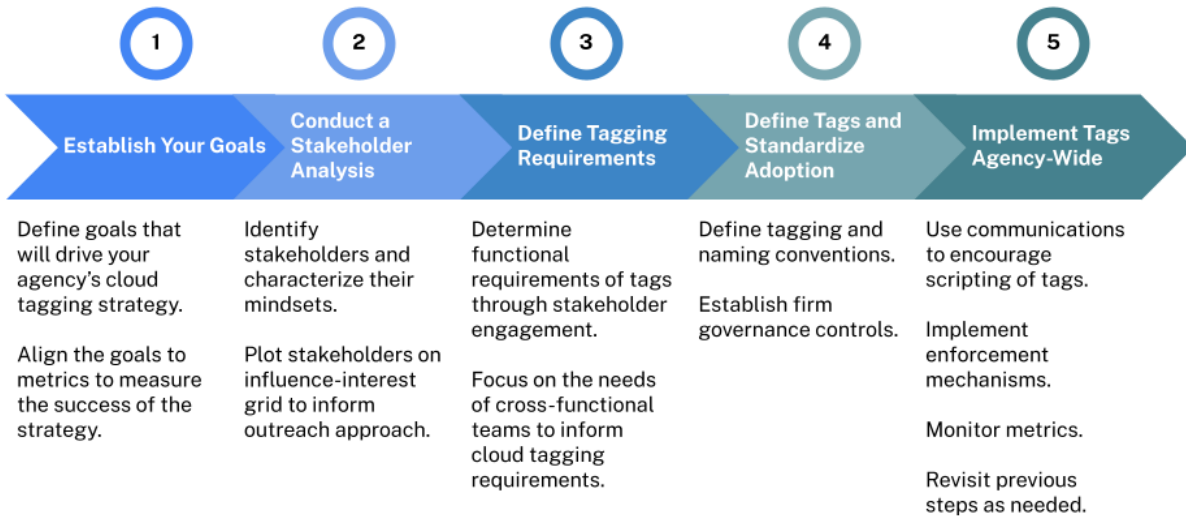 1
2
3
4
5
Establish Your Goals
Conduct a
Stakeholder
Analysis
Define Tagging
Requirements
Define Tags and
Standardize
Adoption
Implement Tags
Agency-Wide
Define goals that
will drive your
agency's cloud
tagging strategy.
Align the goals to
metrics to measure
the success of the
strategy.
Identify
stakeholders and
characterize their
mindsets.
Plot stakeholders on
influence-interest
grid to inform
outreach approach.
Determine
functional
requirements of tags
through stakeholder
engagement.
Focus on the needs
of cross-functional
teams to inform
cloud tagging
requirements.
Define tagging and
naming conventions.
Establish firm
governance controls.
Use communications
to encourage
scripting of tags.
Implement
enforcement
mechanisms.
Monitor metrics.
Revisit previous
steps as needed.